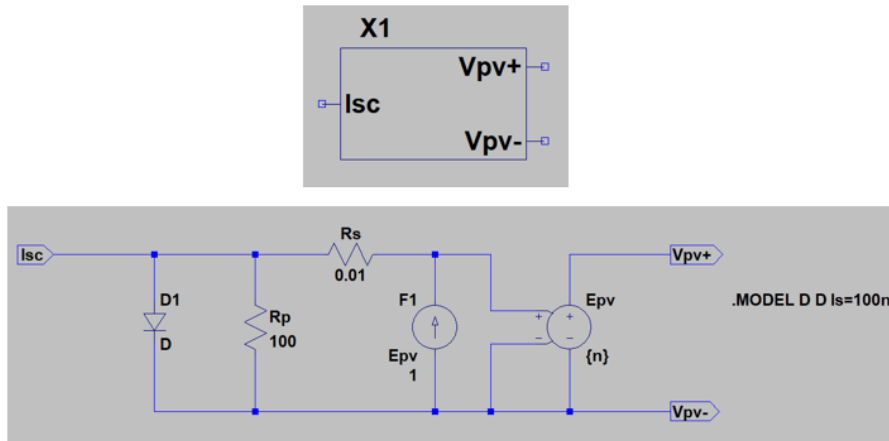 X1
Vpv+
Isc
Vpv-
Isc
Rs
0.01
Vpv+
D1
D
Rp
100
F1
Epv
1
+
-
+
-
Epv
{n}
.MODEL D D Is=100n
Vpv-